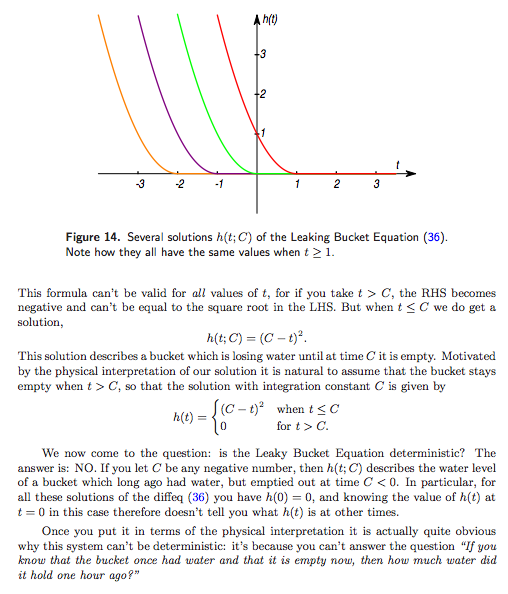 h(t)
3
2
1
t
-3 -2 -1 1 2 3
Figure 14. Several solutions h(t; C) of the Leaking Bucket Equation (36).
Note how they all have the same values when t ≥ 1.
This formula can't be valid for all values of t, for if you take t > C, the RHS becomes
negative and can't be equal to the square root in the LHS. But when t ≤ C we do get a
solution,
h(t; C) = (C − t)².
This solution describes a bucket which is losing water until at time C it is empty. Motivated
by the physical interpretation of our solution it is natural to assume that the bucket stays
empty when t > C, so that the solution with integration constant C is given by
h(t) = { (C − t)² when t ≤ C
0 for t > C.
We now come to the question: is the Leaky Bucket Equation deterministic? The
answer is: NO. If you let C be any negative number, then h(t; C) describes the water level
of a bucket which long ago had water, but emptied out at time C < 0. In particular, for
all these solutions of the diffeq (36) you have h(0) = 0, and knowing the value of h(t) at
t = 0 in this case therefore doesn't tell you what h(t) is at other times.
Once you put it in terms of the physical interpretation it is actually quite obvious
why this system can't be deterministic: it's because you can't answer the question "If you
know that the bucket once had water and that it is empty now, then how much water did
it hold one hour ago?"